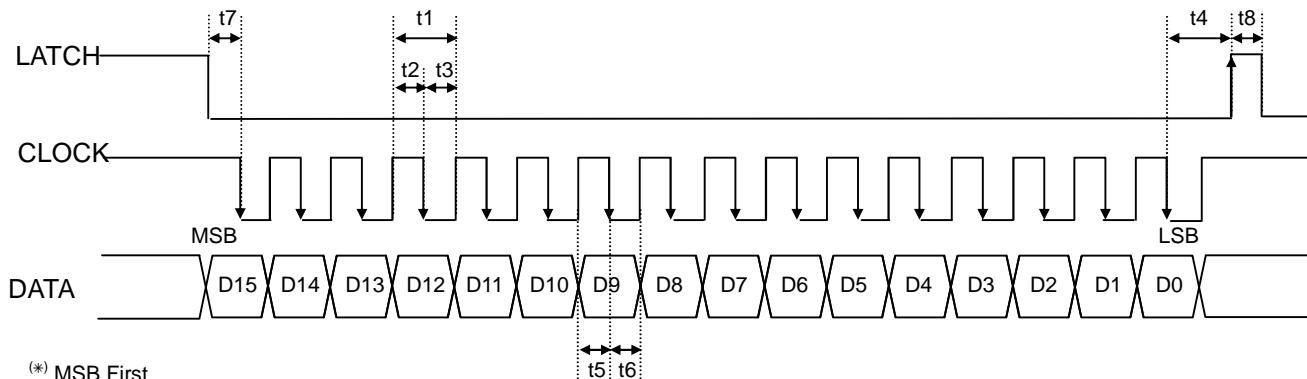 t7 t1 t4 t8
LATCH
t2 t3
CLOCK
MSB LSB
DATA D15 D14 D13 D12 D11 D10 D9 D8 D7 D6 D5 D4 D3 D2 D1 D0
t5 t6
(※) MSB First